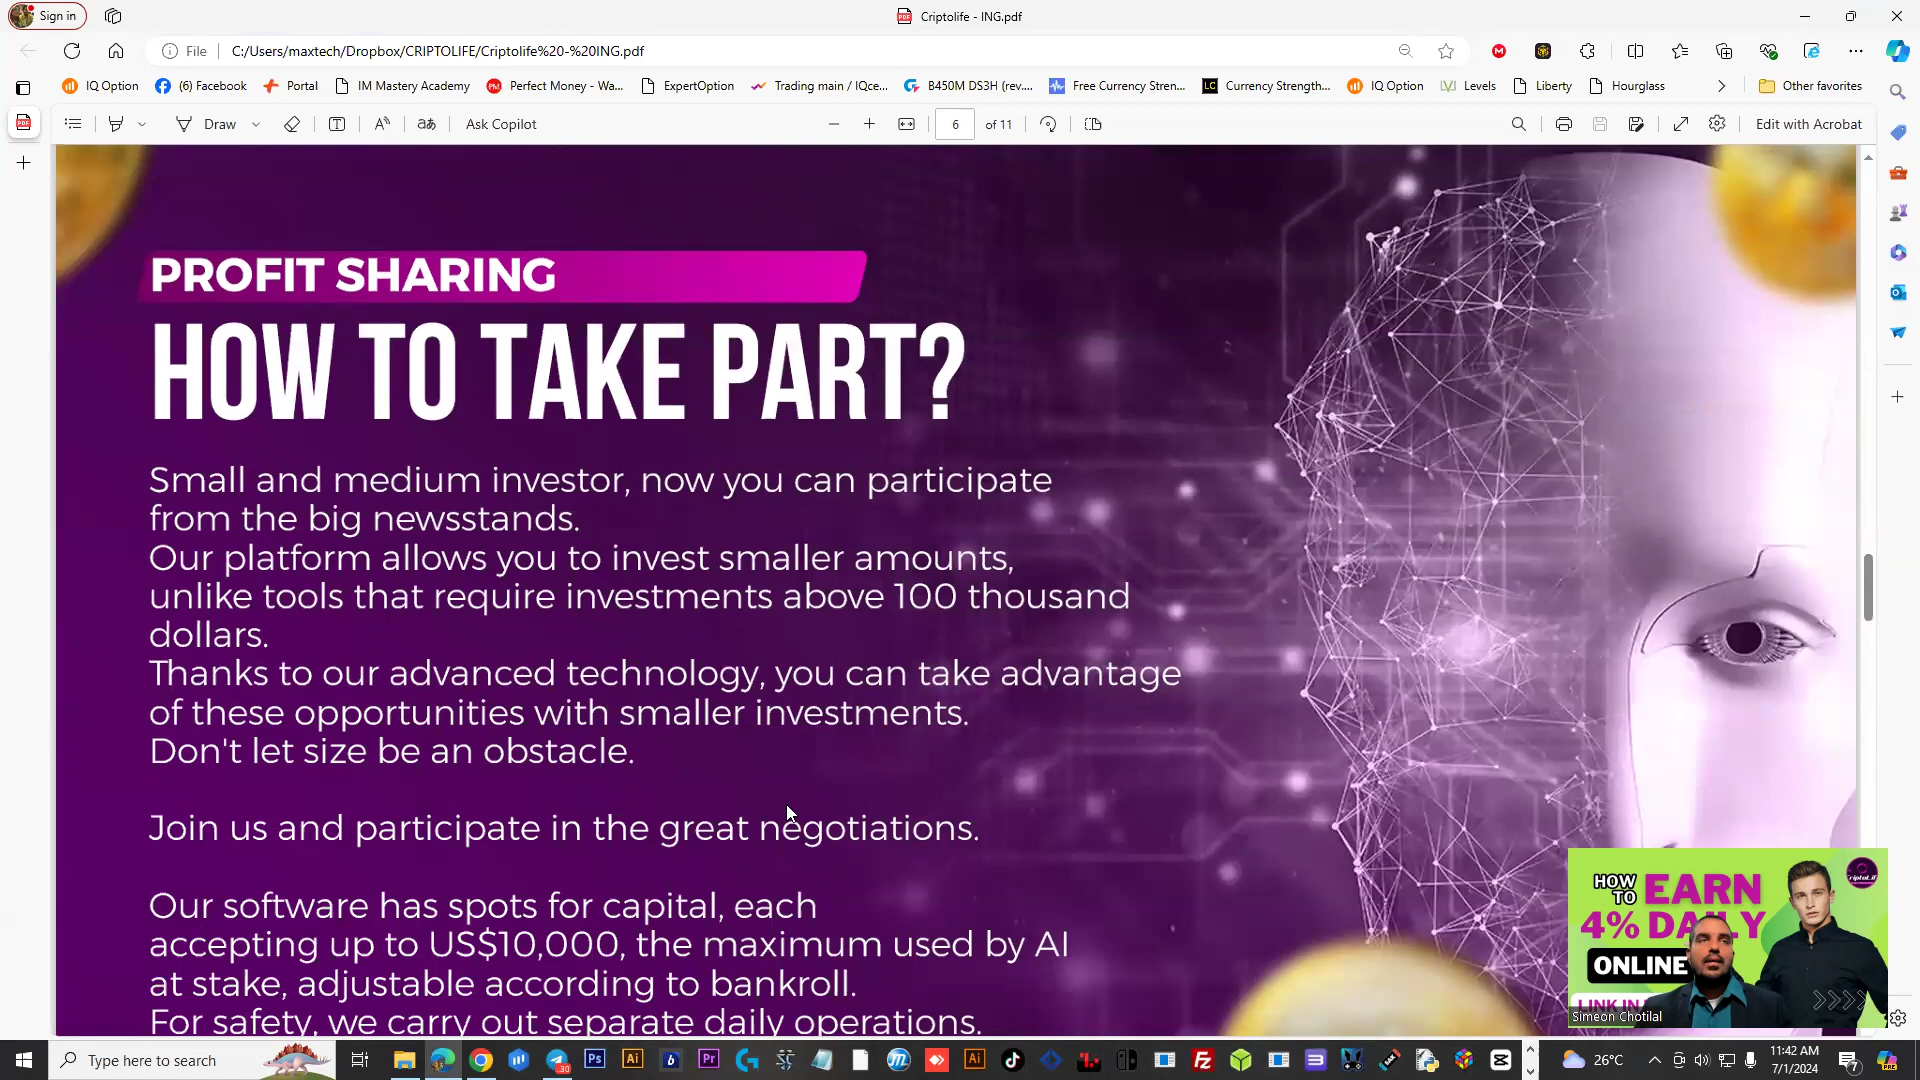 Sign in
Criptolife - ING.pdf
File
C:/Users/maxtech/Dropbox/CRIPTOLIFE/Criptolife%20-%20ING.pdf
IQ Option
(6) Facebook
Portal
IM Mastery Academy
Perfect Money - Wa...
ExpertOption
Trading main / IQce...
B450M DS3H (rev....
Free Currency Stren...
Currency Strength...
IQ Option
Levels
Liberty
Hourglass
Other favorites
Draw
Ask Copilot
6 of 11
Edit with Acrobat
PROFIT SHARING
HOW TO TAKE PART?
Small and medium investor, now you can participate
from the big newsstands.
Our platform allows you to invest smaller amounts,
unlike tools that require investments above 100 thousand
dollars.
Thanks to our advanced technology, you can take advantage
of these opportunities with smaller investments.
Don't let size be an obstacle.
Join us and participate in the great negotiations.
Our software has spots for capital, each
accepting up to US$10,000, the maximum used by AI
at stake, adjustable according to bankroll.
For safety, we carry out separate daily operations.
HOW TO EARN
4% DAILY
ONLINE
LINK IN
Simeon Chotilal
Type here to search
26°C
11:42 AM
7/1/2024